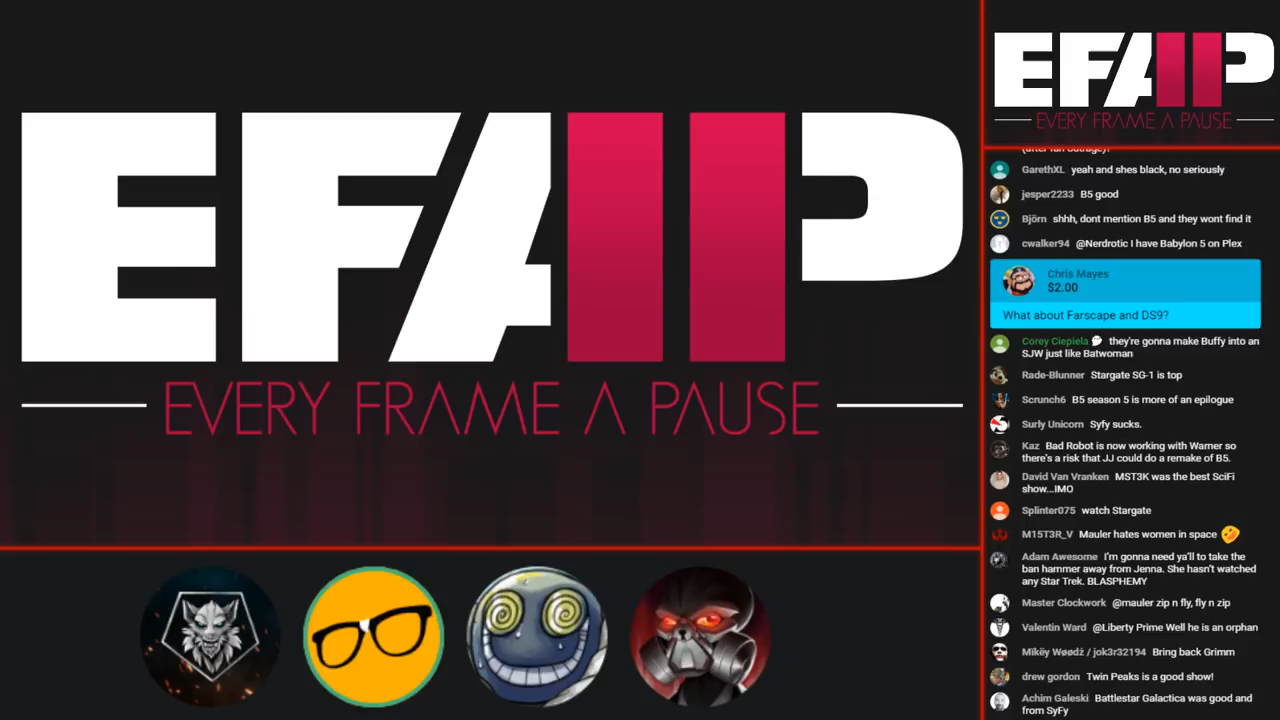 EFAP
EVERY FRAME A PAUSE
EFAP
EVERY FRAME A PAUSE
(after fan outrage)?
GarethXL yeah and shes black, no seriously
jesper2233 B5 good
Björn shhh, dont mention B5 and they wont find it
cwalker94 @Nerdrotic I have Babylon 5 on Plex
Chris Mayes
$2.00
What about Farscape and DS9?
Corey Ciepiela they're gonna make Buffy into an
SJW just like Batwoman
Rade-Blunner Stargate SG-1 is top
Scrunch6 B5 season 5 is more of an epilogue
Surly Unicorn Syfy sucks.
Kaz Bad Robot is now working with Warner so
there's a risk that JJ could do a remake of B5.
David Van Vranken MST3K was the best SciFi
show...IMO
Splinter075 watch Stargate
M15T3R_V Mauler hates women in space
Adam Awesome I'm gonna need ya'll to take the
ban hammer away from Jenna. She hasn't watched
any Star Trek. BLASPHEMY
Master Clockwork @mauler zip n fly, fly n zip
Valentin Ward @Liberty Prime Well he is an orphan
Mïkëy Wøødž / jok3r32194 Bring back Grimm
drew gordon Twin Peaks is a good show!
Achim Galeski Battlestar Galactica was good and
from SyFy